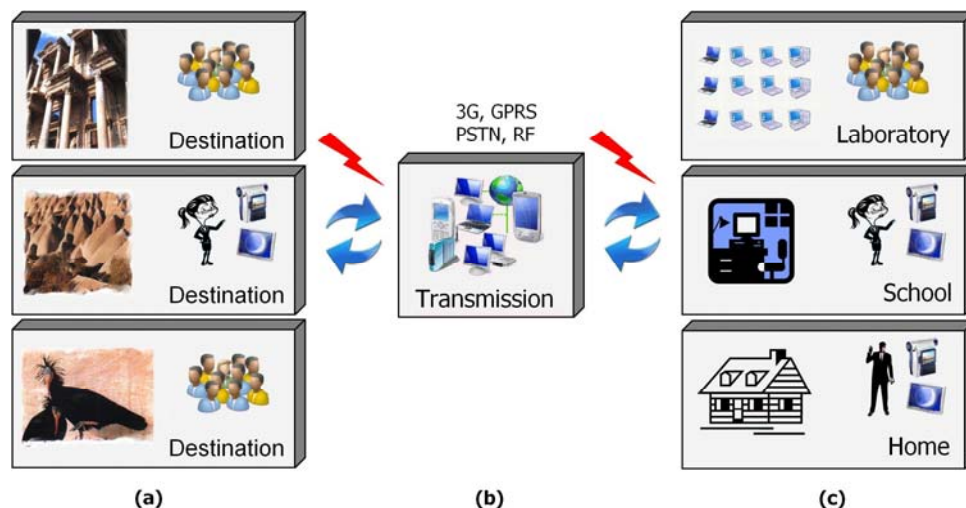 Destination
Destination
Destination
(a)
3G, GPRS
PSTN, RF
Transmission
(b)
Laboratory
School
Home
(c)